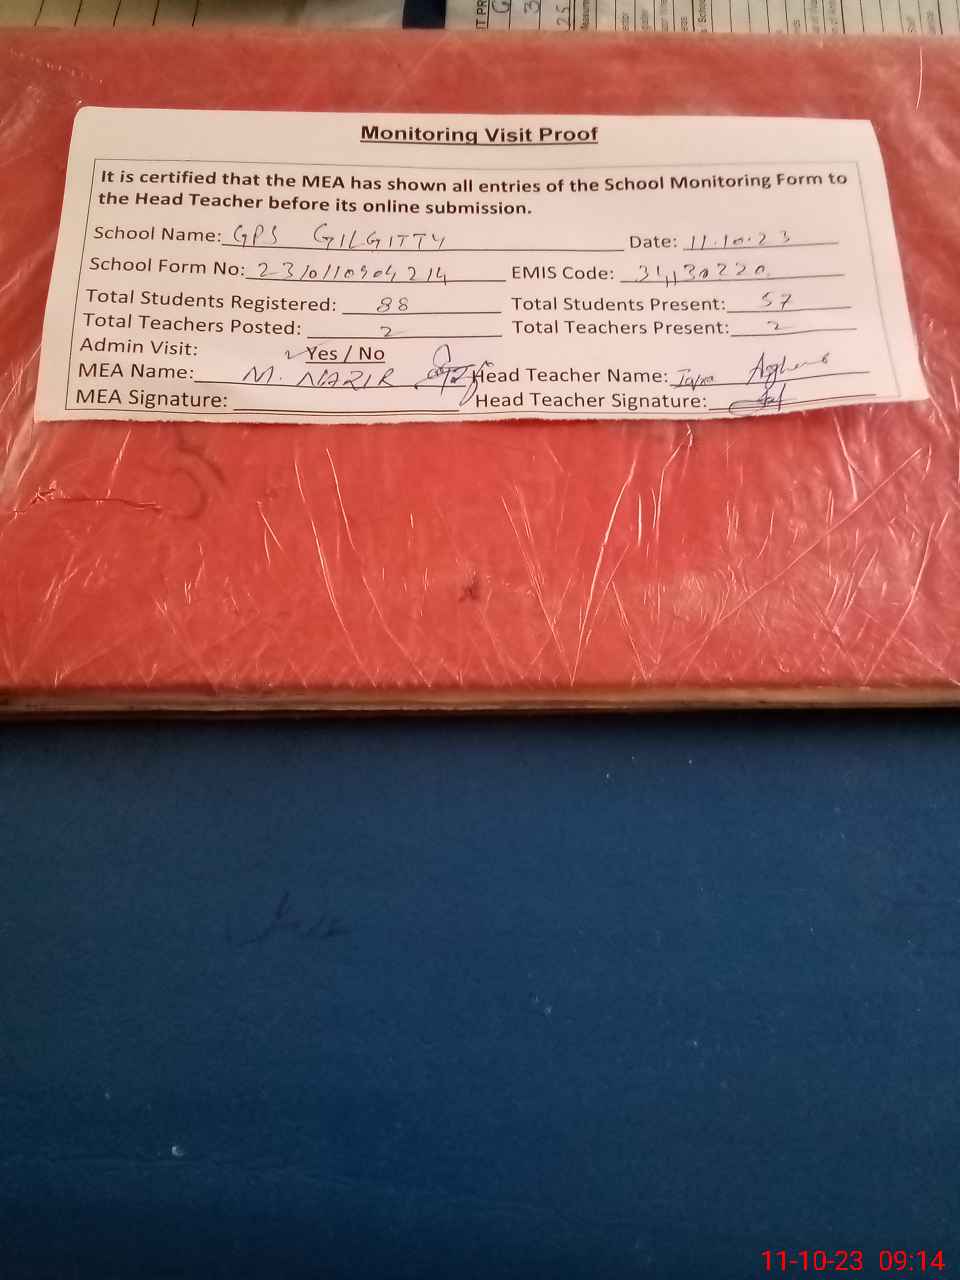 Monitoring Visit Proof
It is certified that the MEA has shown all entries of the School Monitoring Form to
the Head Teacher before its online submission.
School Name: GPS GILGITTY Date: 11.10.23
School Form No: 2310110904214 EMIS Code: 31130220
Total Students Registered: 88 Total Students Present: 57
Total Teachers Posted: 2 Total Teachers Present: 2
Admin Visit: Yes / No
MEA Name: M. NAZIR Head Teacher Name: Iqra
MEA Signature: Head Teacher Signature:
11-10-23 09:14